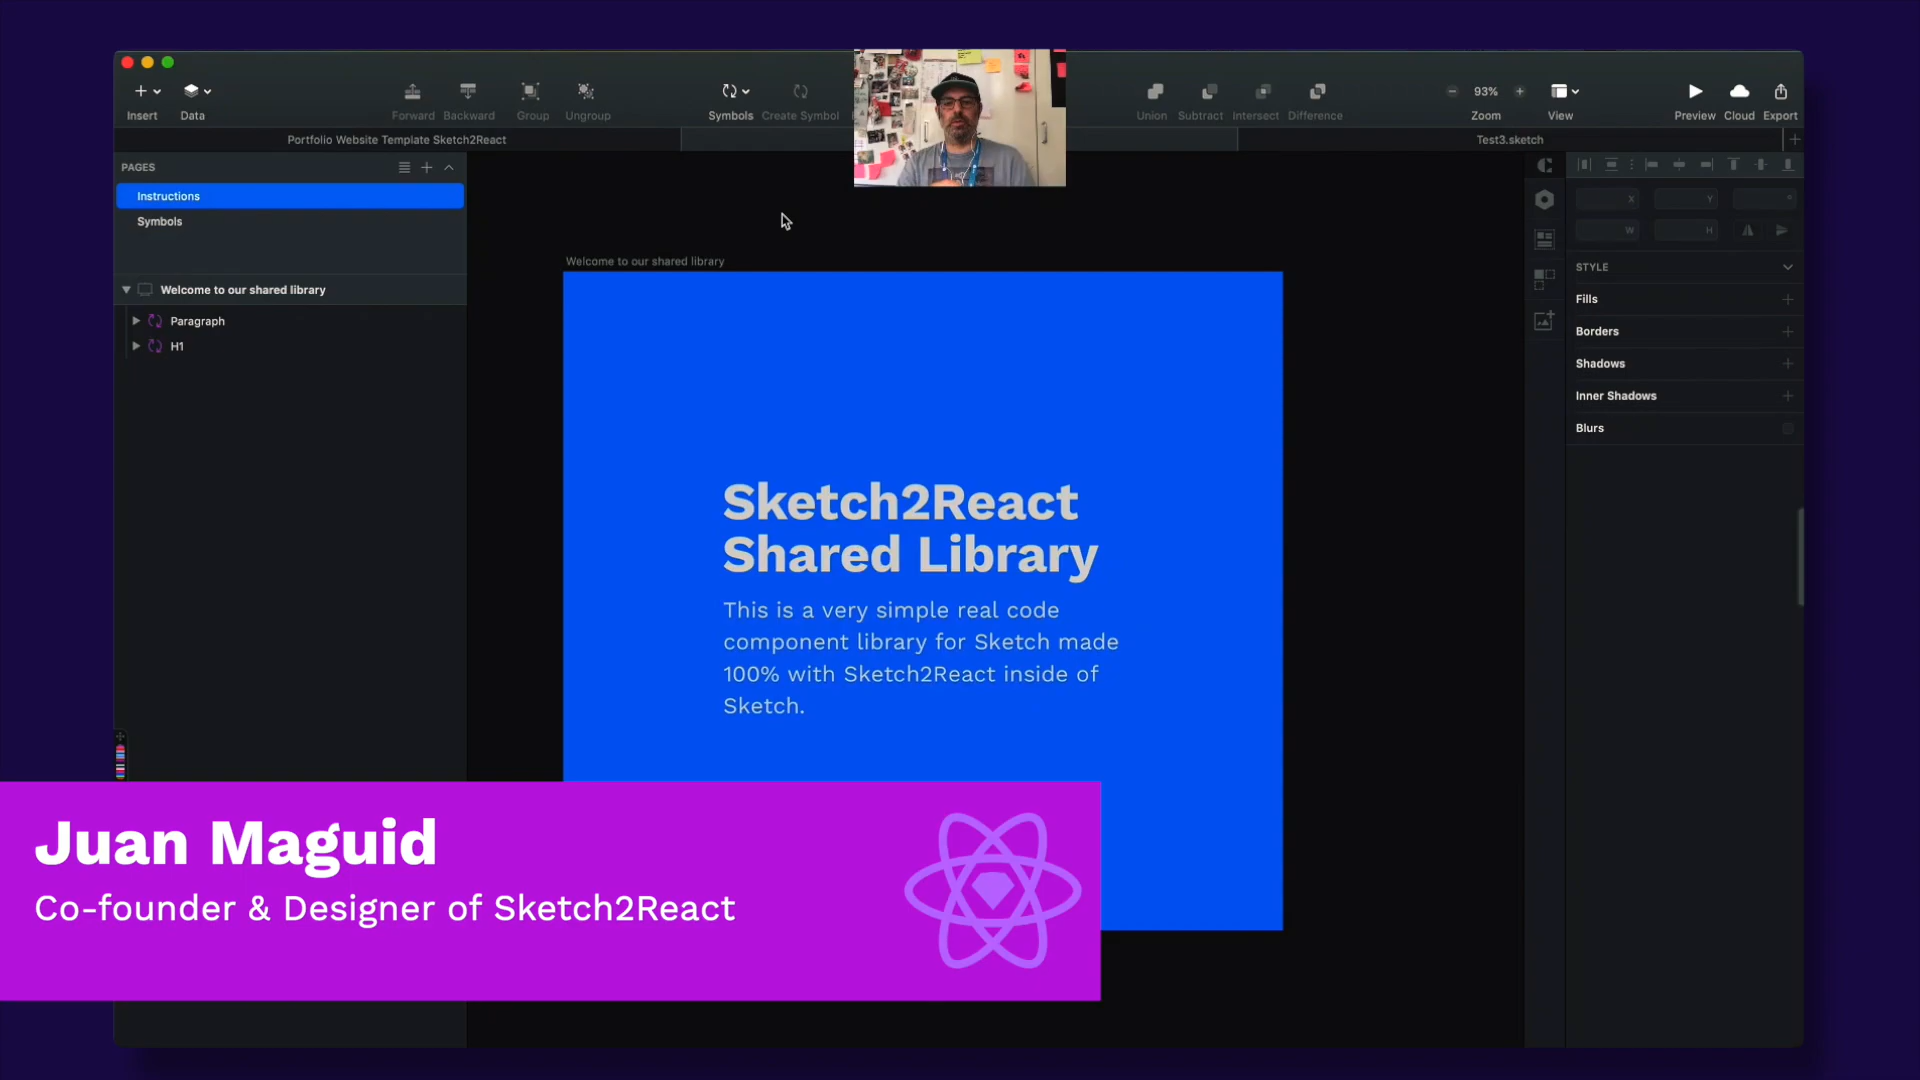 Insert
Data
Forward
Backward
Group
Ungroup
Symbols
Create Symbol
Union
Subtract
Intersect
Difference
93%
Zoom
View
Preview
Cloud
Export
Portfolio Website Template Sketch2React
Test3.sketch
PAGES
Instructions
Symbols
Welcome to our shared library
Paragraph
H1
Welcome to our shared library
Sketch2React
Shared Library
This is a very simple real code
component library for Sketch made
100% with Sketch2React inside of
Sketch.
X
Y
°
W
H
STYLE
Fills
Borders
Shadows
Inner Shadows
Blurs
Juan Maguid
Co-founder & Designer of Sketch2React